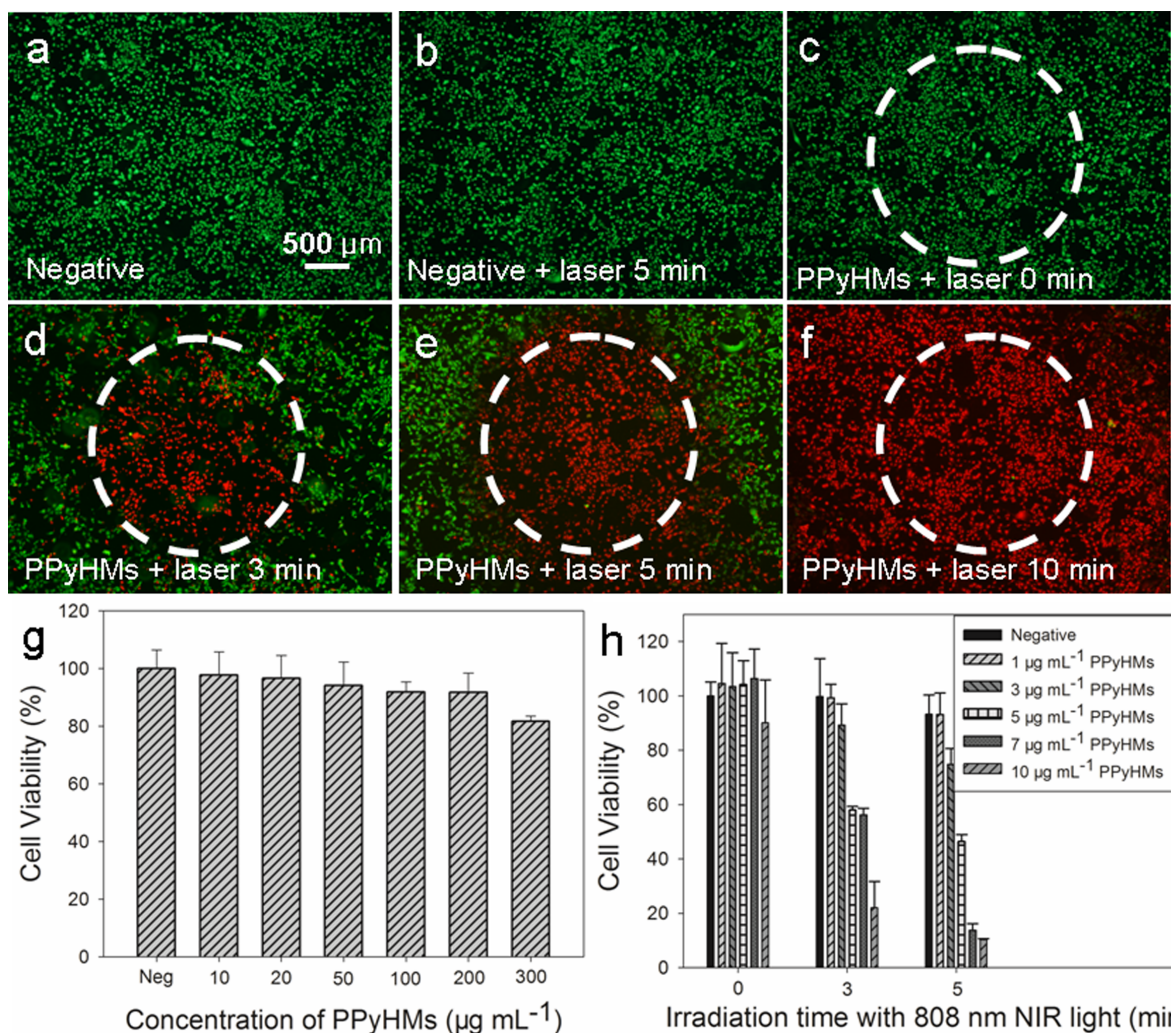 a
500 µm
Negative
b
Negative + laser 5 min
c
PPyHMs + laser 0 min
d
PPyHMs + laser 3 min
e
PPyHMs + laser 5 min
f
PPyHMs + laser 10 min
g
120
100
80
60
40
20
0
Cell Viability (%)
Neg 10 20 50 100 200 300
Concentration of PPyHMs (µg mL⁻¹)
h
120
100
80
60
40
20
0
Cell Viability (%)
Negative
1 µg mL⁻¹ PPyHMs
3 µg mL⁻¹ PPyHMs
5 µg mL⁻¹ PPyHMs
7 µg mL⁻¹ PPyHMs
10 µg mL⁻¹ PPyHMs
0 3 5
Irradiation time with 808 nm NIR light (mi